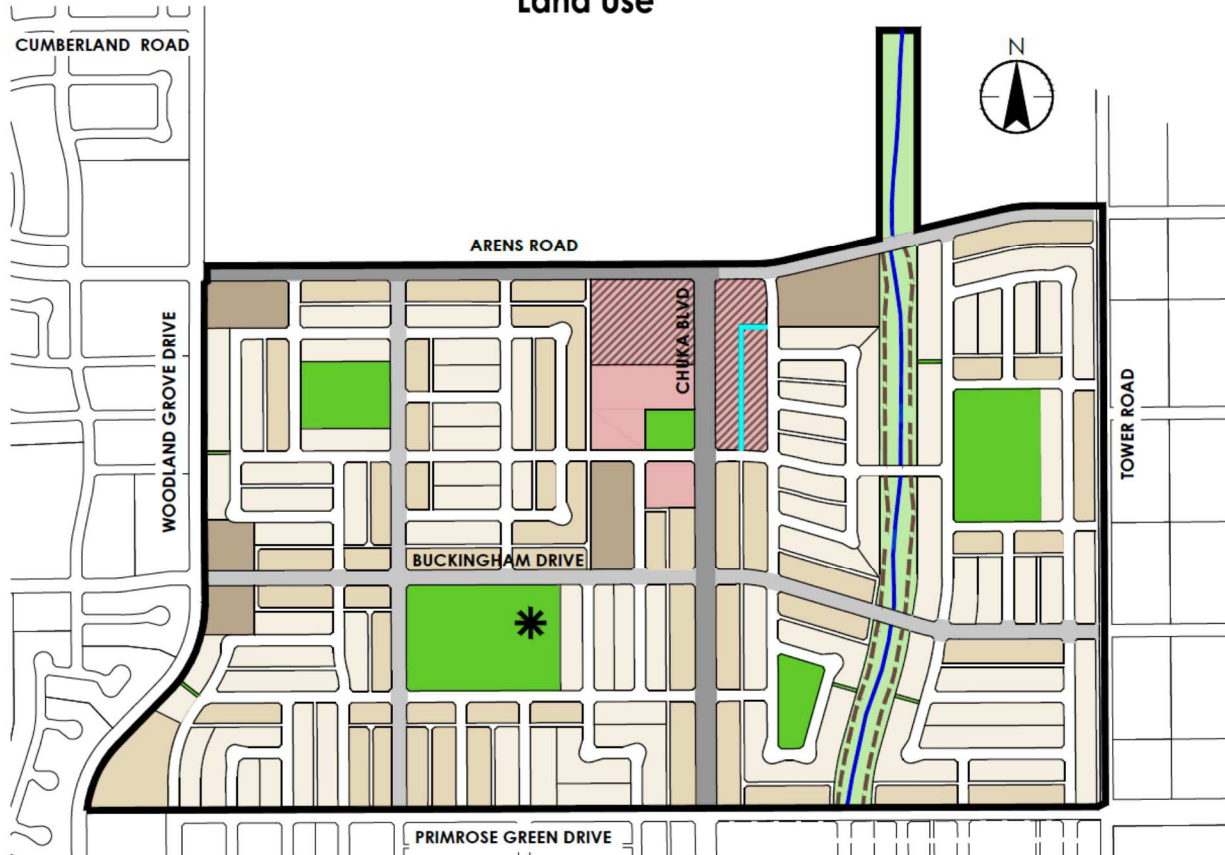 Land Use
CUMBERLAND ROAD
N
ARENS ROAD
WOODLAND GROVE DRIVE
CHUKA BLVD
TOWER ROAD
BUCKINGHAM DRIVE
PRIMROSE GREEN DRIVE